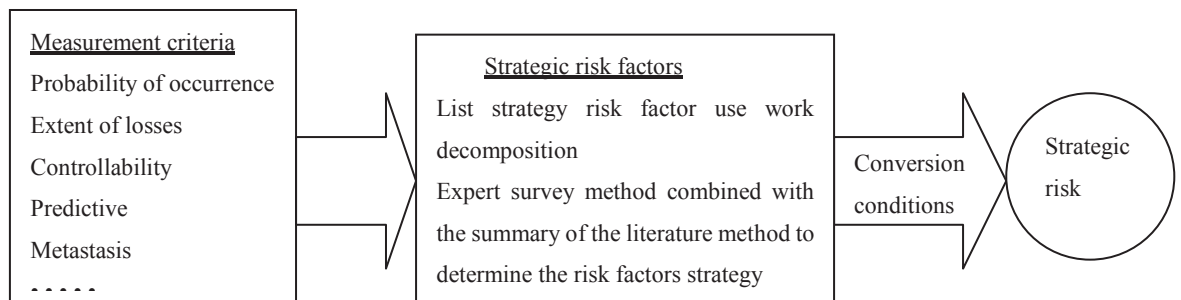 Measurement criteria
Probability of occurrence
Extent of losses
Controllability
Predictive
Metastasis
• • • • •
Strategic risk factors
List strategy risk factor use work
decomposition
Expert survey method combined with
the summary of the literature method to
determine the risk factors strategy
Conversion
conditions
Strategic
risk